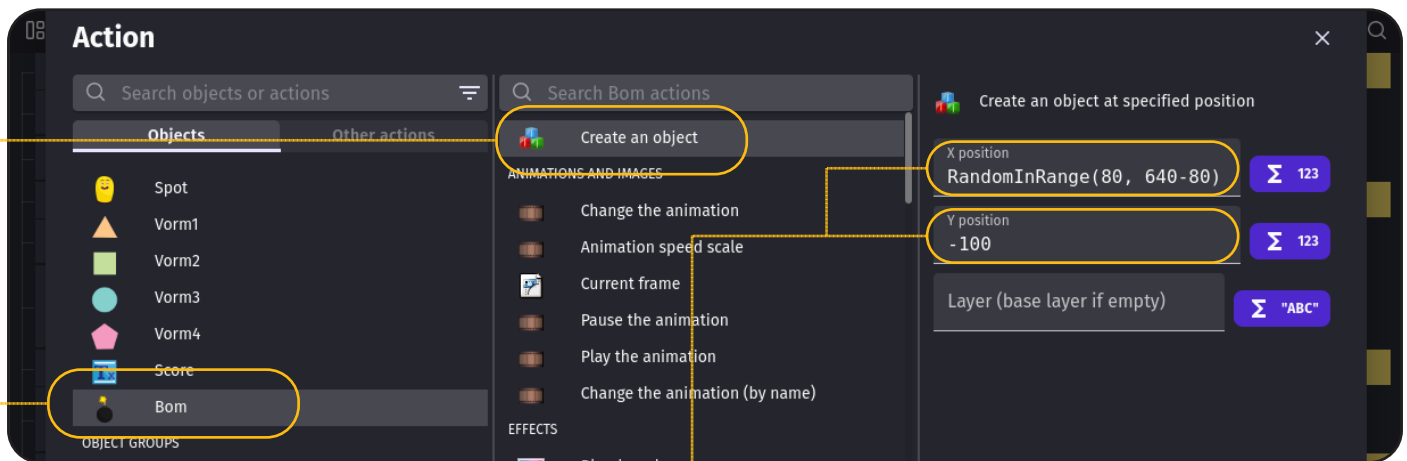 Action
Search objects or actions
Objects
Other actions
Spot
Vorm1
Vorm2
Vorm3
Vorm4
Score
Bom
OBJECT GROUPS
Search Bom actions
Create an object
ANIMATIONS AND IMAGES
Change the animation
Animation speed scale
Current frame
Pause the animation
Play the animation
Change the animation (by name)
EFFECTS
Create an object at specified position
X position
RandomInRange(80, 640-80)
Σ 123
Y position
-100
Σ 123
Layer (base layer if empty)
Σ "ABC"